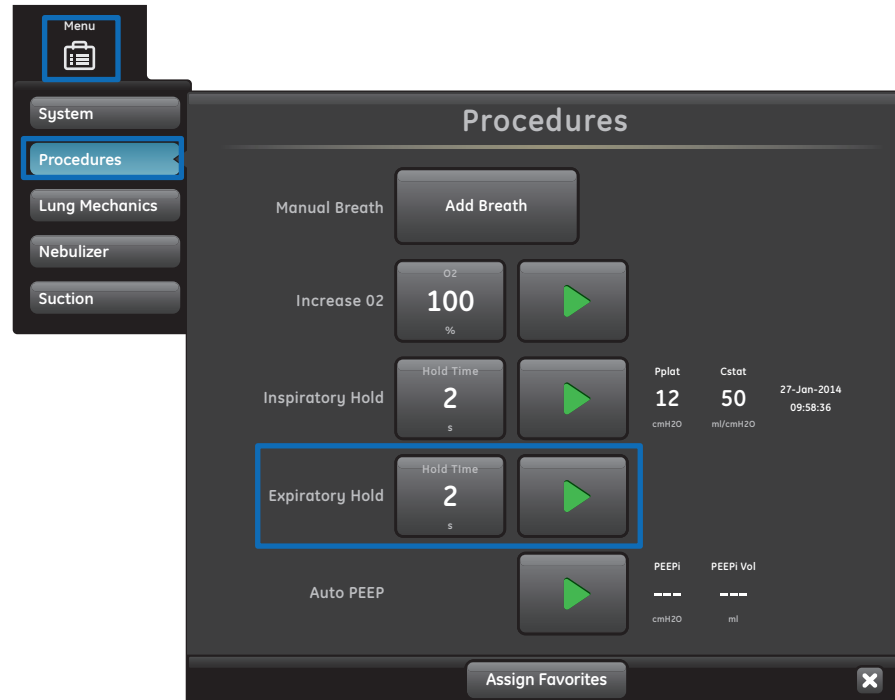 Menu
System
Procedures
Lung Mechanics
Nebulizer
Suction
Procedures
Manual Breath
Add Breath
Increase 02
O2
100
%
Inspiratory Hold
Hold Time
2
s
Pplat
12
cmH2O
Cstat
50
ml/cmH2O
27-Jan-2014
09:58:36
Expiratory Hold
Hold TIme
2
s
Auto PEEP
PEEPi
---
cmH2O
PEEPi Vol
---
ml
Assign Favorites